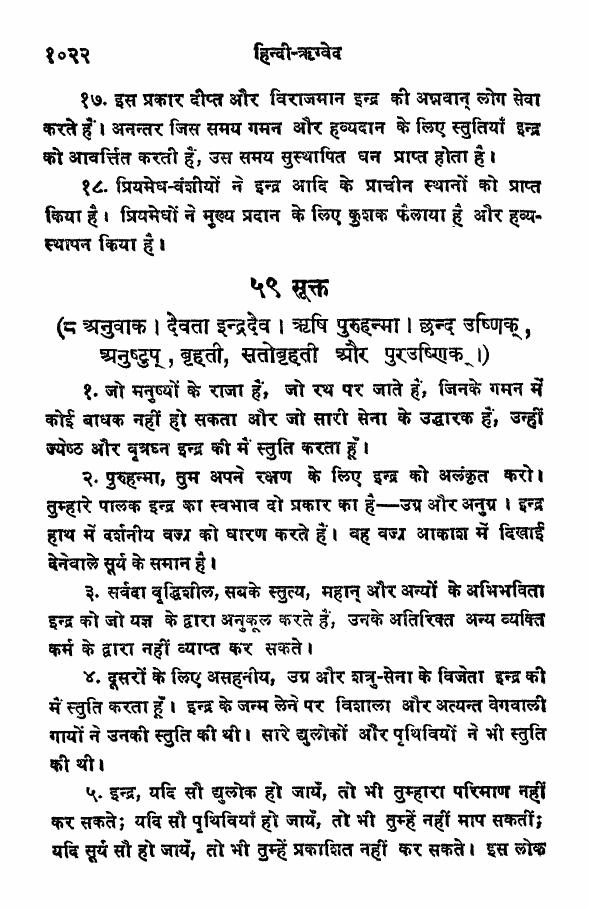 १०२२ हिन्दी-ऋग्वेद
१७. इस प्रकार दीप्त और विराजमान इन्द्र की अन्नवान् लोग सेवा
करते हैं। अनन्तर जिस समय गमन और हव्यदान के लिए स्तुतियाँ इन्द्र
को आवर्त्तित करती हैं, उस समय सुस्थापित धन प्राप्त होता है।
१८. प्रियमेध-वंशीयों ने इन्द्र आदि के प्राचीन स्थानों को प्राप्त
किया है। प्रियमेधों ने मुख्य प्रदान के लिए कुशक फैलाया है और हव्य-
स्थापन किया है।
५९ सूक्त
(८ अनुवाक। देवता इन्द्रदेव। ऋषि पुरुहन्मा। छन्द उष्णिक्,
अनुष्टुप्, बृहती, सतोबृहती और पुरउष्णिक्।)
१. जो मनुष्यों के राजा हैं, जो रथ पर जाते हैं, जिनके गमन में
कोई बाधक नहीं हो सकता और जो सारी सेना के उद्धारक हैं, उन्हीं
ज्येष्ठ और वृत्रघ्न इन्द्र की में स्तुति करता हूँ।
२. पुरुहन्मा, तुम अपने रक्षण के लिए इन्द्र को अलंकृत करो।
तुम्हारे पालक इन्द्र का स्वभाव दो प्रकार का है—उग्र और अनुग्र। इन्द्र
हाथ में दर्शनीय वज्र को धारण करते हैं। वह वज्र आकाश में दिखाई
देनेवाले सूर्य के समान है।
३. सर्वदा वृद्धिशील, सबके स्तुत्य, महान् और अन्यों के अभिभविता
इन्द्र को जो यज्ञ के द्वारा अनुकूल करते हैं, उनके अतिरिक्त अन्य व्यक्ति
कर्म के द्वारा नहीं व्याप्त कर सकते।
४. दूसरों के लिए असहनीय, उग्र और शत्रु-सेना के विजेता इन्द्र की
मैं स्तुति करता हूँ। इन्द्र के जन्म लेने पर विशाला और अत्यन्त वेगवाली
गायों ने उनकी स्तुति की थी। सारे द्युलोकों और पृथिवियों ने भी स्तुति
की थी।
५. इन्द्र, यदि सौ द्युलोक हो जायँ, तो भी तुम्हारा परिमाण नहीं
कर सकते; यदि सौ पृथिवियाँ हो जायँ, तो भी तुम्हें नहीं माप सकतीं;
यदि सूर्य सौ हो जायँ, तो भी तुम्हें प्रकाशित नहीं कर सकते। इस लोक